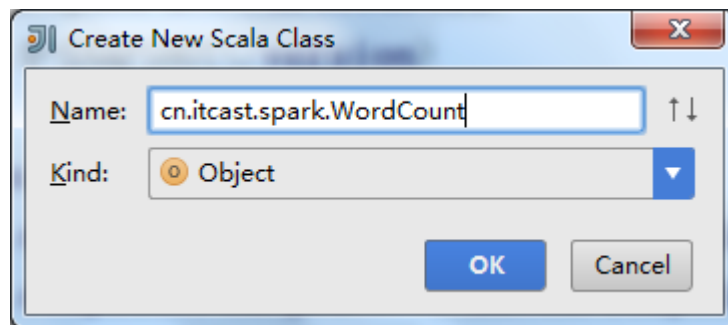 Create New Scala Class
Name: cn.itcast.spark.WordCount
Kind: Object
OK Cancel